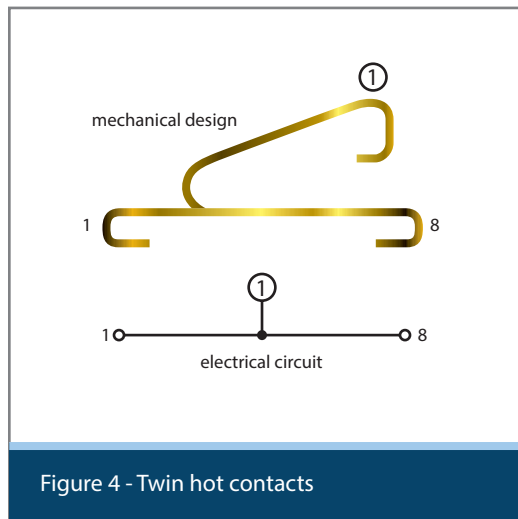 ①
mechanical design
1 8
①
1 8
electrical circuit
Figure 4 - Twin hot contacts